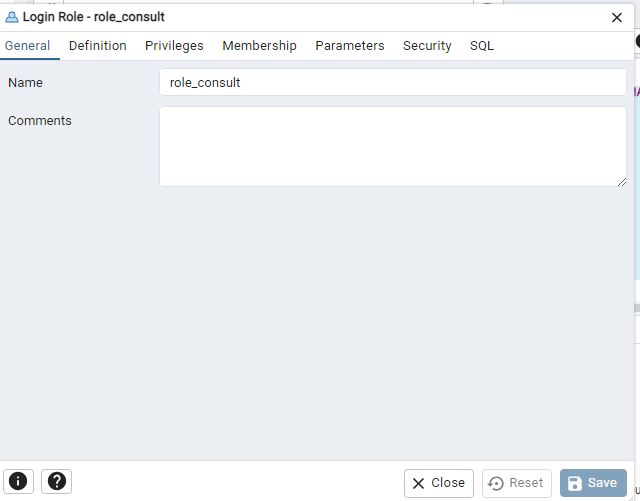 Login Role - role_consult
General Definition Privileges Membership Parameters Security SQL
Name role_consult
Comments
Close Reset Save